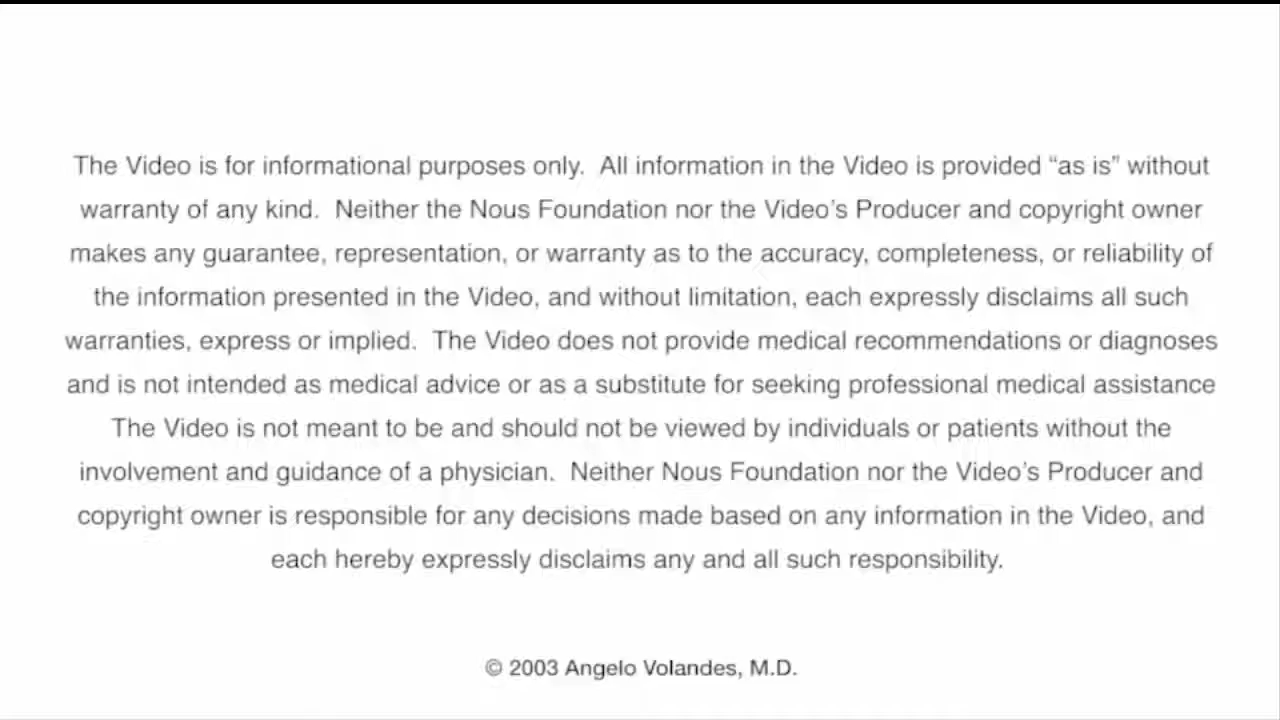 The Video is for informational purposes only.  All information in the Video is provided “as is” without
warranty of any kind.  Neither the Nous Foundation nor the Video’s Producer and copyright owner
makes any guarantee, representation, or warranty as to the accuracy, completeness, or reliability of
the information presented in the Video, and without limitation, each expressly disclaims all such
warranties, express or implied.  The Video does not provide medical recommendations or diagnoses
and is not intended as medical advice or as a substitute for seeking professional medical assistance
The Video is not meant to be and should not be viewed by individuals or patients without the
involvement and guidance of a physician.  Neither Nous Foundation nor the Video’s Producer and
copyright owner is responsible for any decisions made based on any information in the Video, and
each hereby expressly disclaims any and all such responsibility.
© 2003 Angelo Volandes, M.D.